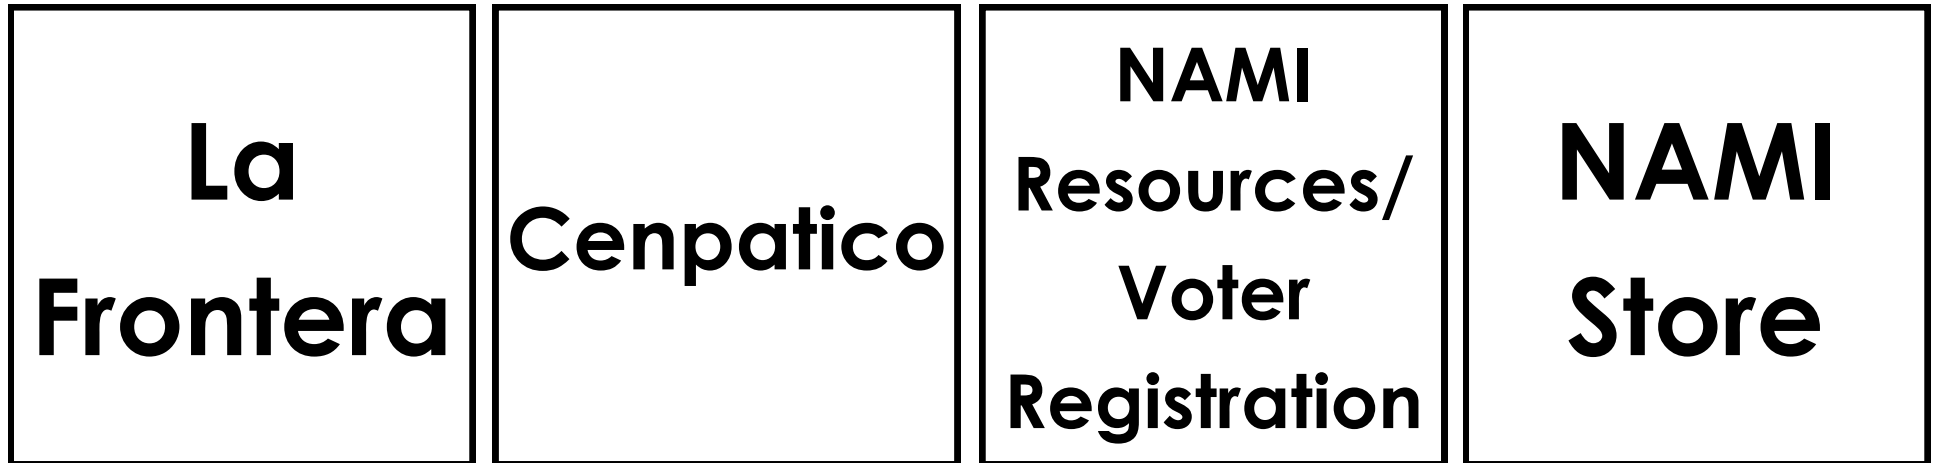 La
Frontera
Cenpatico
NAMI
Resources/
Voter
Registration
NAMI
Store